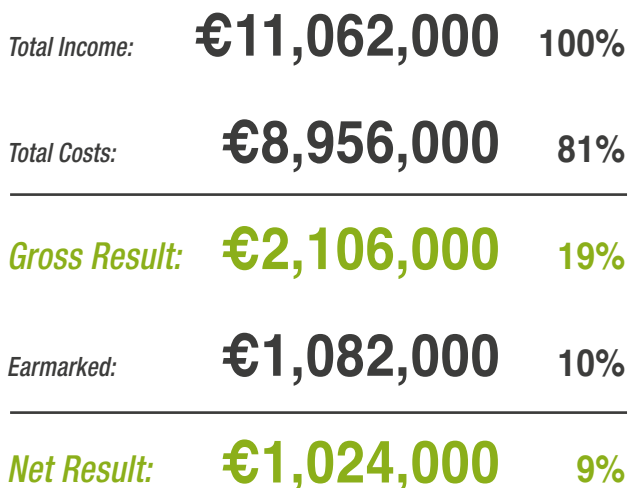 Total Income: €11,062,000 100%
Total Costs: €8,956,000 81%
Gross Result: €2,106,000 19%
Earmarked: €1,082,000 10%
Net Result: €1,024,000 9%